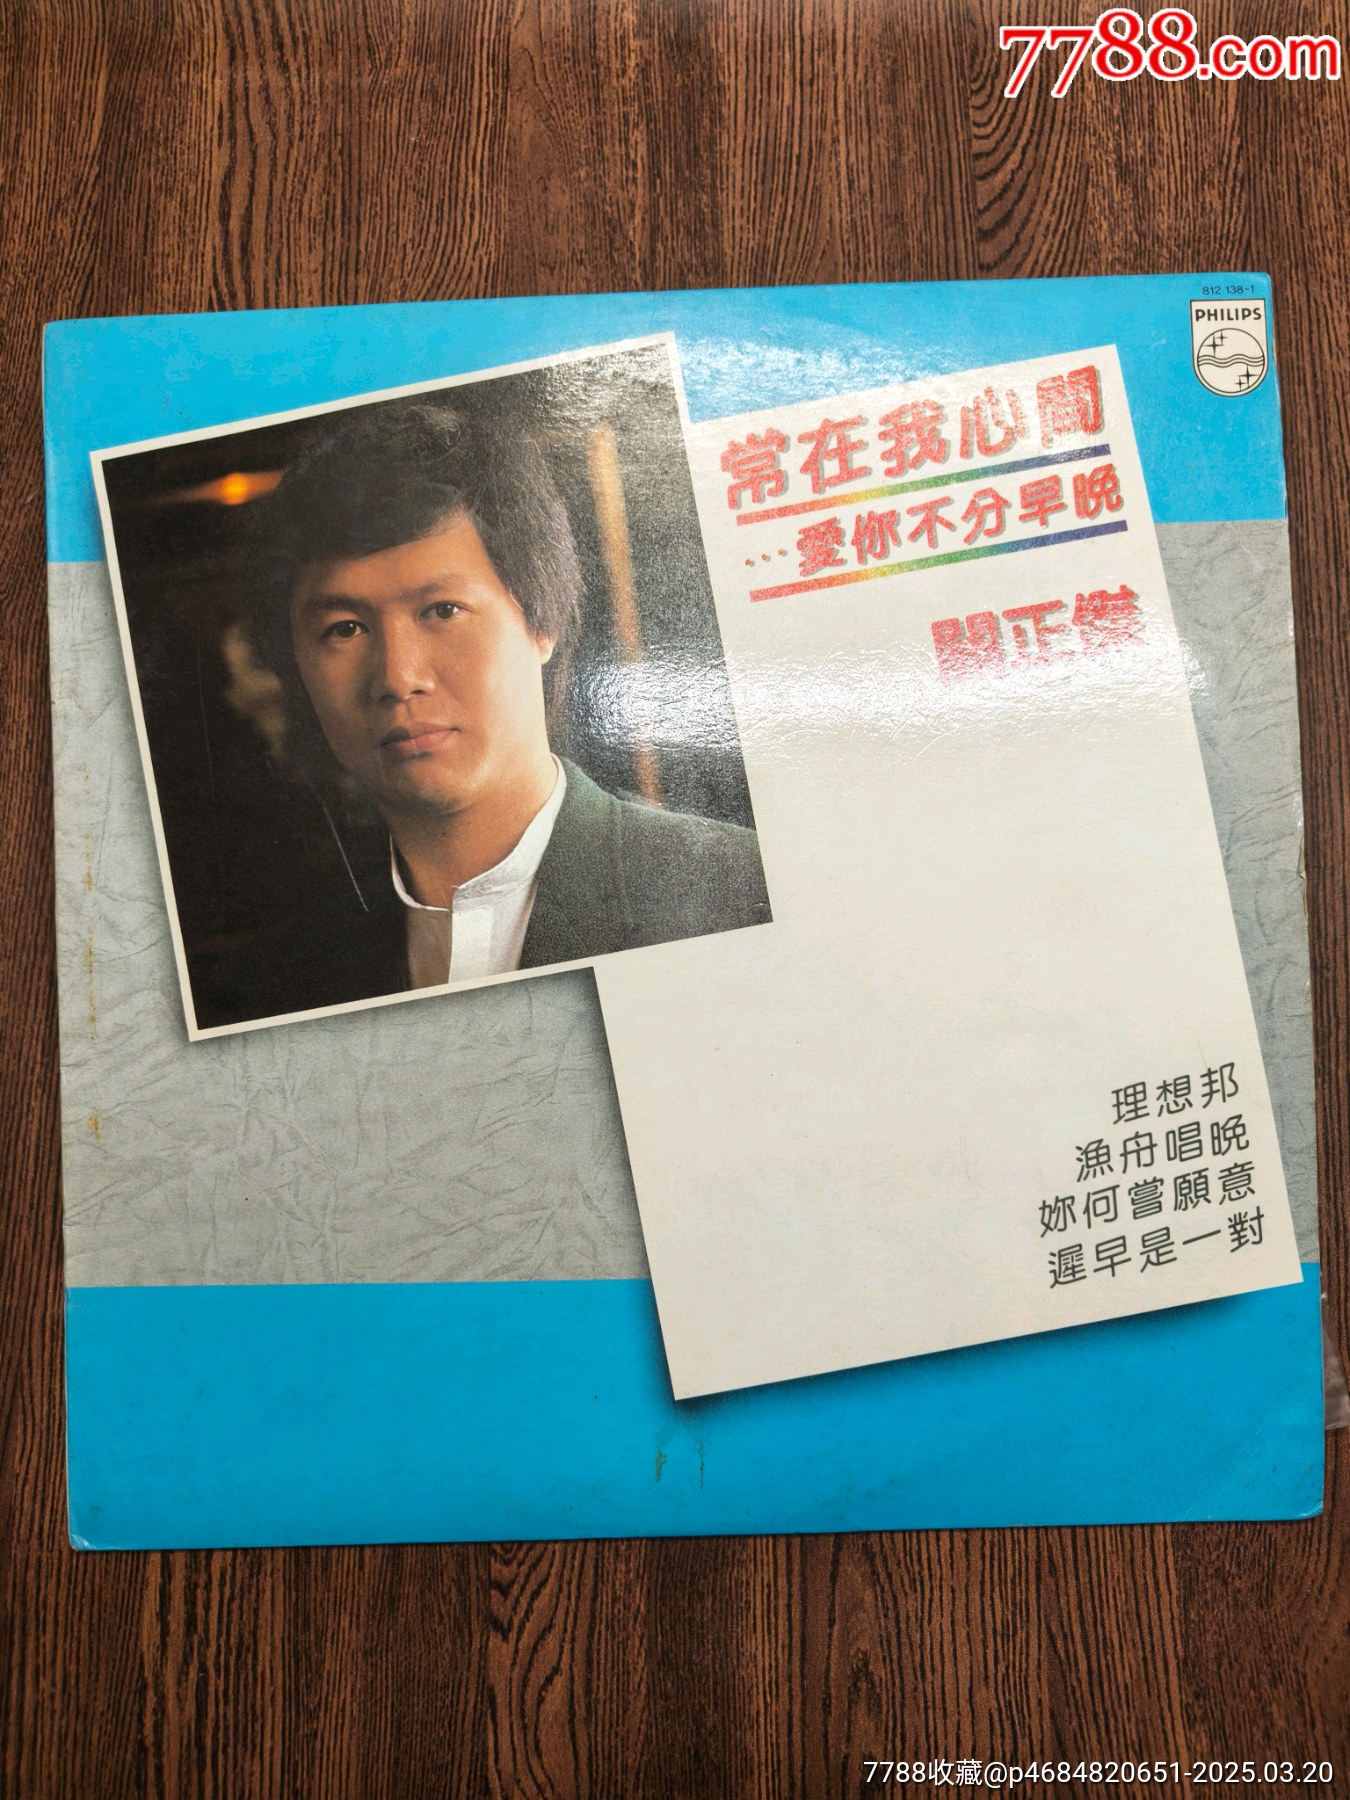 7788.com
812 138-1
PHILIPS
常在我心間
…愛你不分早晚
關正傑
理想邦
漁舟唱晚
妳何嘗願意
遲早是一對
7788收藏@p4684820651-2025.03.20